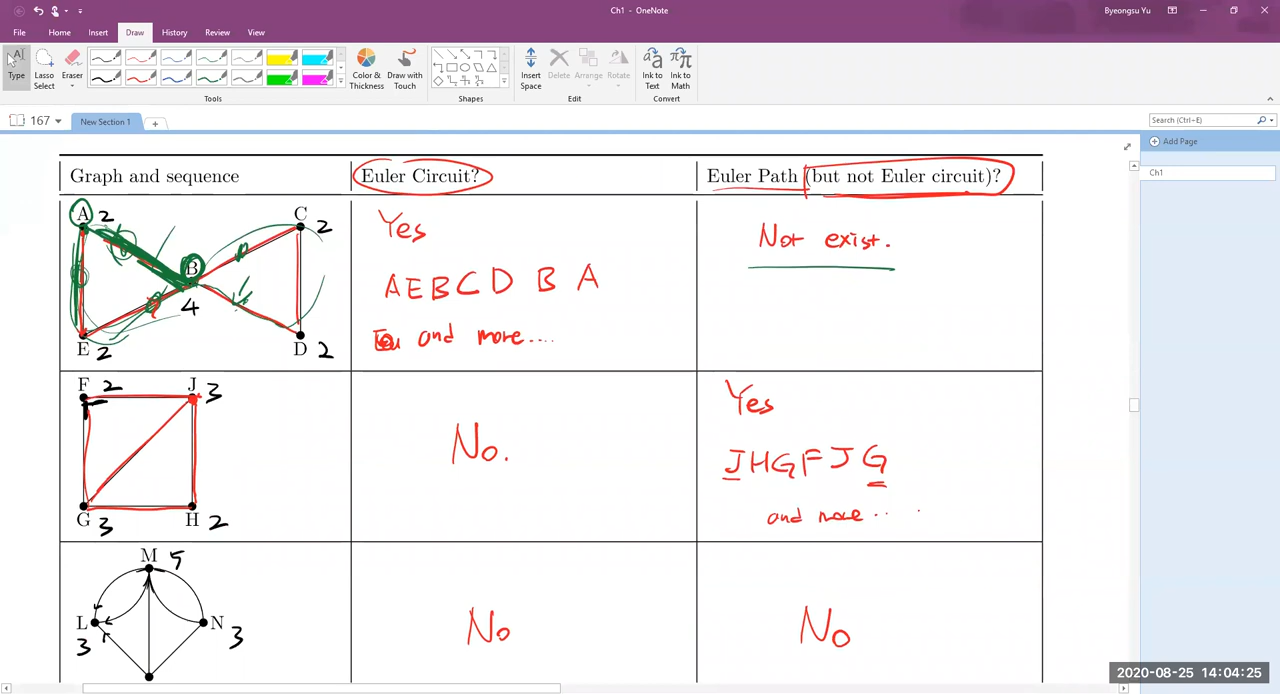 Ch1 - OneNote
Byeongsu Yu
File Home Insert Draw History Review View
Type
Lasso Select
Eraser
Color & Thickness
Draw with Touch
Insert Space
Delete
Arrange
Rotate
Ink to Text
Ink to Math
Tools
Shapes
Edit
Convert
167
New Section 1
Search (Ctrl+E)
Add Page
Ch1
Graph and sequence
Euler Circuit?
Euler Path (but not Euler circuit)?
A 2
C 2
B
4
E 2
D 2
Yes
AEBCD B A
and more....
Not exist.
F 2
J 3
G 3
H 2
No.
Yes
JHGFJG
and more...
M 5
L
3
N 3
No
No
2020-08-25 14:04:25